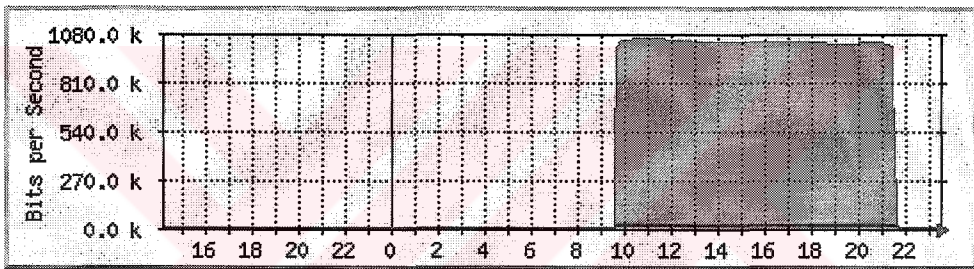 Bits per Second
1080.0 k
810.0 k
540.0 k
270.0 k
0.0 k
16 18 20 22 0 2 4 6 8 10 12 14 16 18 20 22